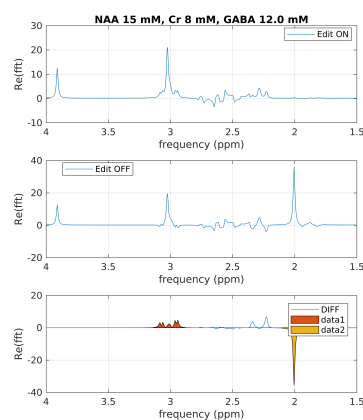 NAA 15 mM, Cr 8 mM, GABA 12.0 mM
30
20
10
0
-10
Re(fft)
Edit ON
4
3.5
3
2.5
2
1.5
frequency (ppm)
40
20
0
-20
Re(fft)
Edit OFF
4
3.5
3
2.5
2
1.5
frequency (ppm)
20
0
-20
-40
Re(fft)
DIFF
data1
data2
4
3.5
3
2.5
2
1.5
frequency (ppm)